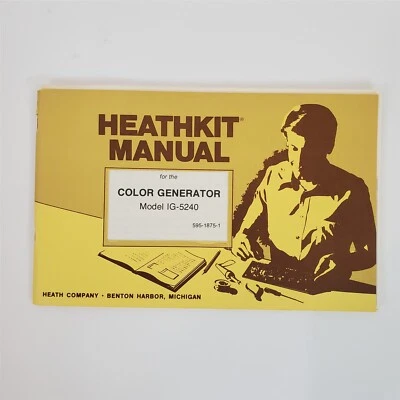 HEATHKIT®
MANUAL
for the
COLOR GENERATOR
Model IG-5240
595-1875-1
HEATH COMPANY • BENTON HARBOR, MICHIGAN